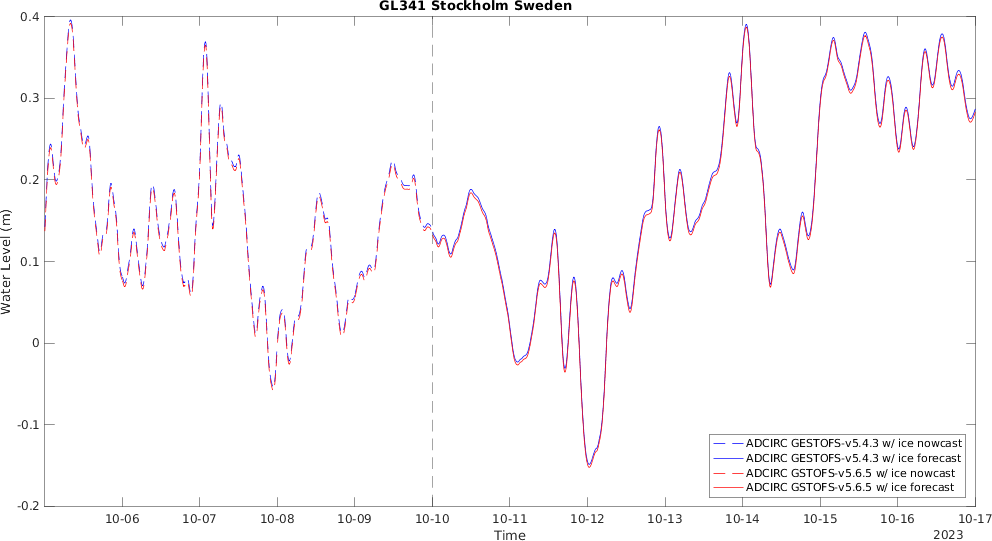 GL341 Stockholm Sweden
0.4
0.3
0.2
0.1
0
-0.1
-0.2
Water Level (m)
ADCIRC GESTOFS-v5.4.3 w/ ice nowcast
ADCIRC GESTOFS-v5.4.3 w/ ice forecast
ADCIRC GSTOFS-v5.6.5 w/ ice nowcast
ADCIRC GSTOFS-v5.6.5 w/ ice forecast
10-06 10-07 10-08 10-09 10-10 10-11 10-12 10-13 10-14 10-15 10-16 10-17
Time
2023